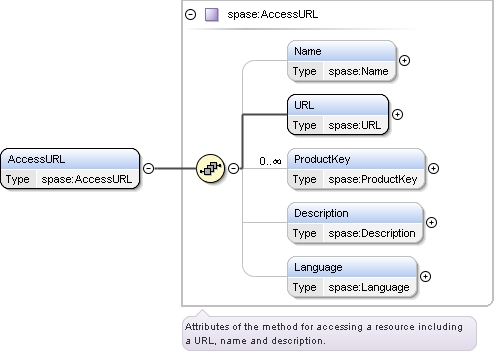 spase:AccessURL
Name
Type spase:Name
URL
Type spase:URL
AccessURL
Type spase:AccessURL
0..∞
ProductKey
Type spase:ProductKey
Description
Type spase:Description
Language
Type spase:Language
Attributes of the method for accessing a resource including
a URL, name and description.